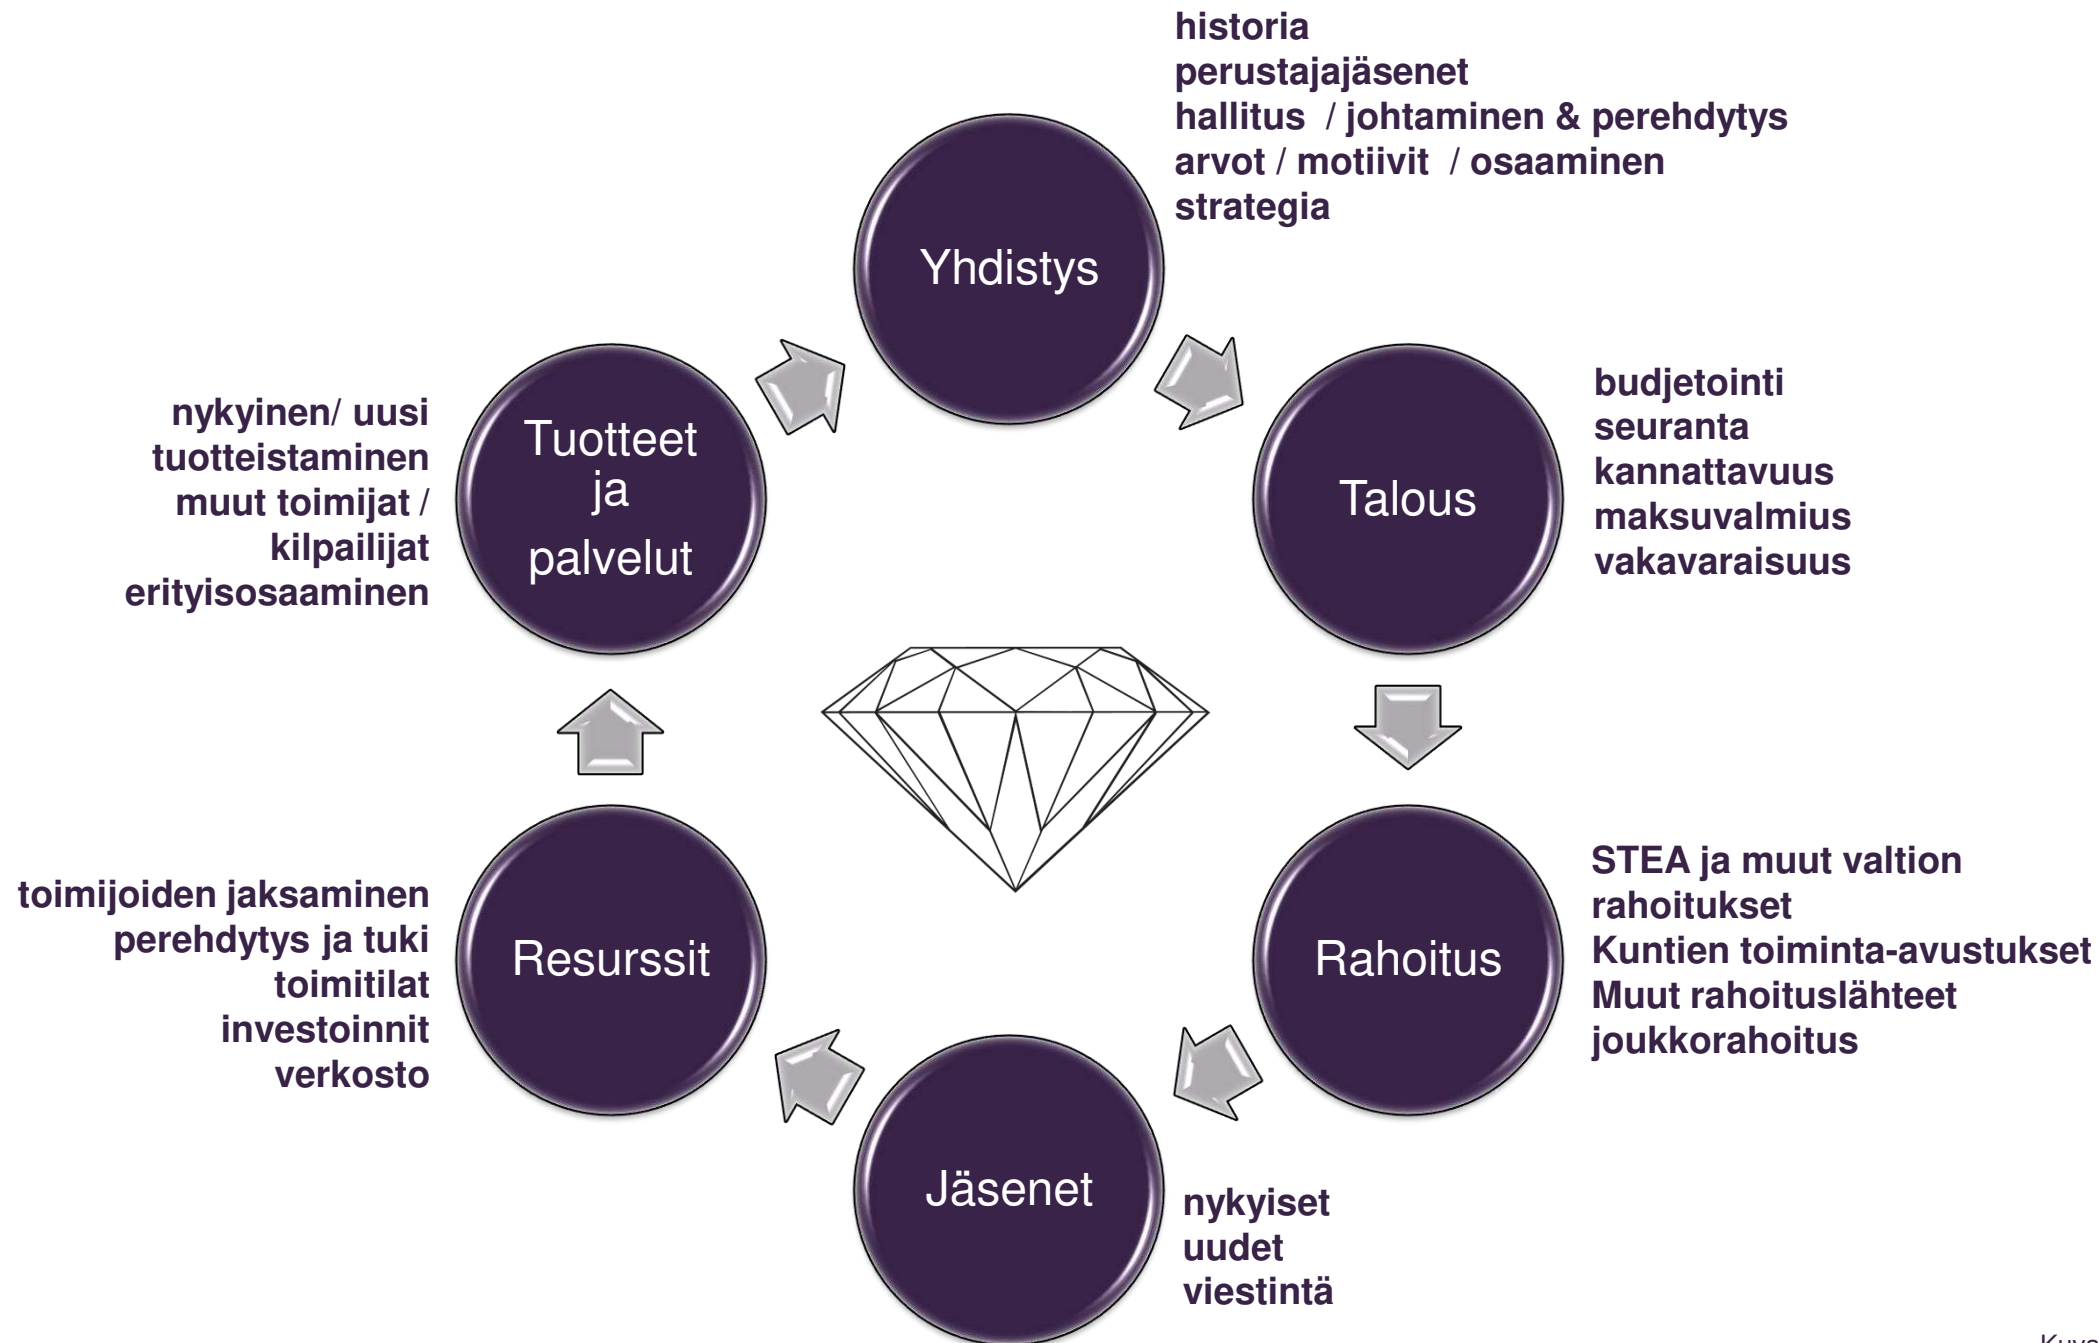 historia
perustajajäsenet
hallitus / johtaminen & perehdytys
arvot / motiivit / osaaminen
strategia
Yhdistys
budjetointi
seuranta
kannattavuus
maksuvalmius
vakavaraisuus
Talous
STEA ja muut valtion
rahoitukset
Kuntien toiminta-avustukset
Muut rahoituslähteet
joukkorahoitus
Rahoitus
Jäsenet
nykyiset
uudet
viestintä
toimijoiden jaksaminen
perehdytys ja tuki
toimitilat
investoinnit
verkosto
Resurssit
nykyinen/ uusi
tuotteistaminen
muut toimijat /
kilpailijat
erityisosaaminen
Tuotteet
ja
palvelut